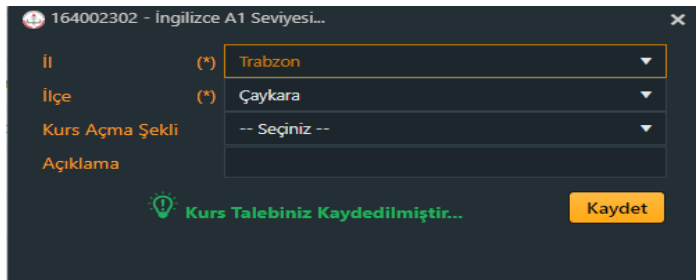 164002302 - İngilizce A1 Seviyesi...
İl (*) Trabzon
İlçe (*) Çaykara
Kurs Açma Şekli -- Seçiniz --
Açıklama
Kurs Talebiniz Kaydedilmiştir...
Kaydet